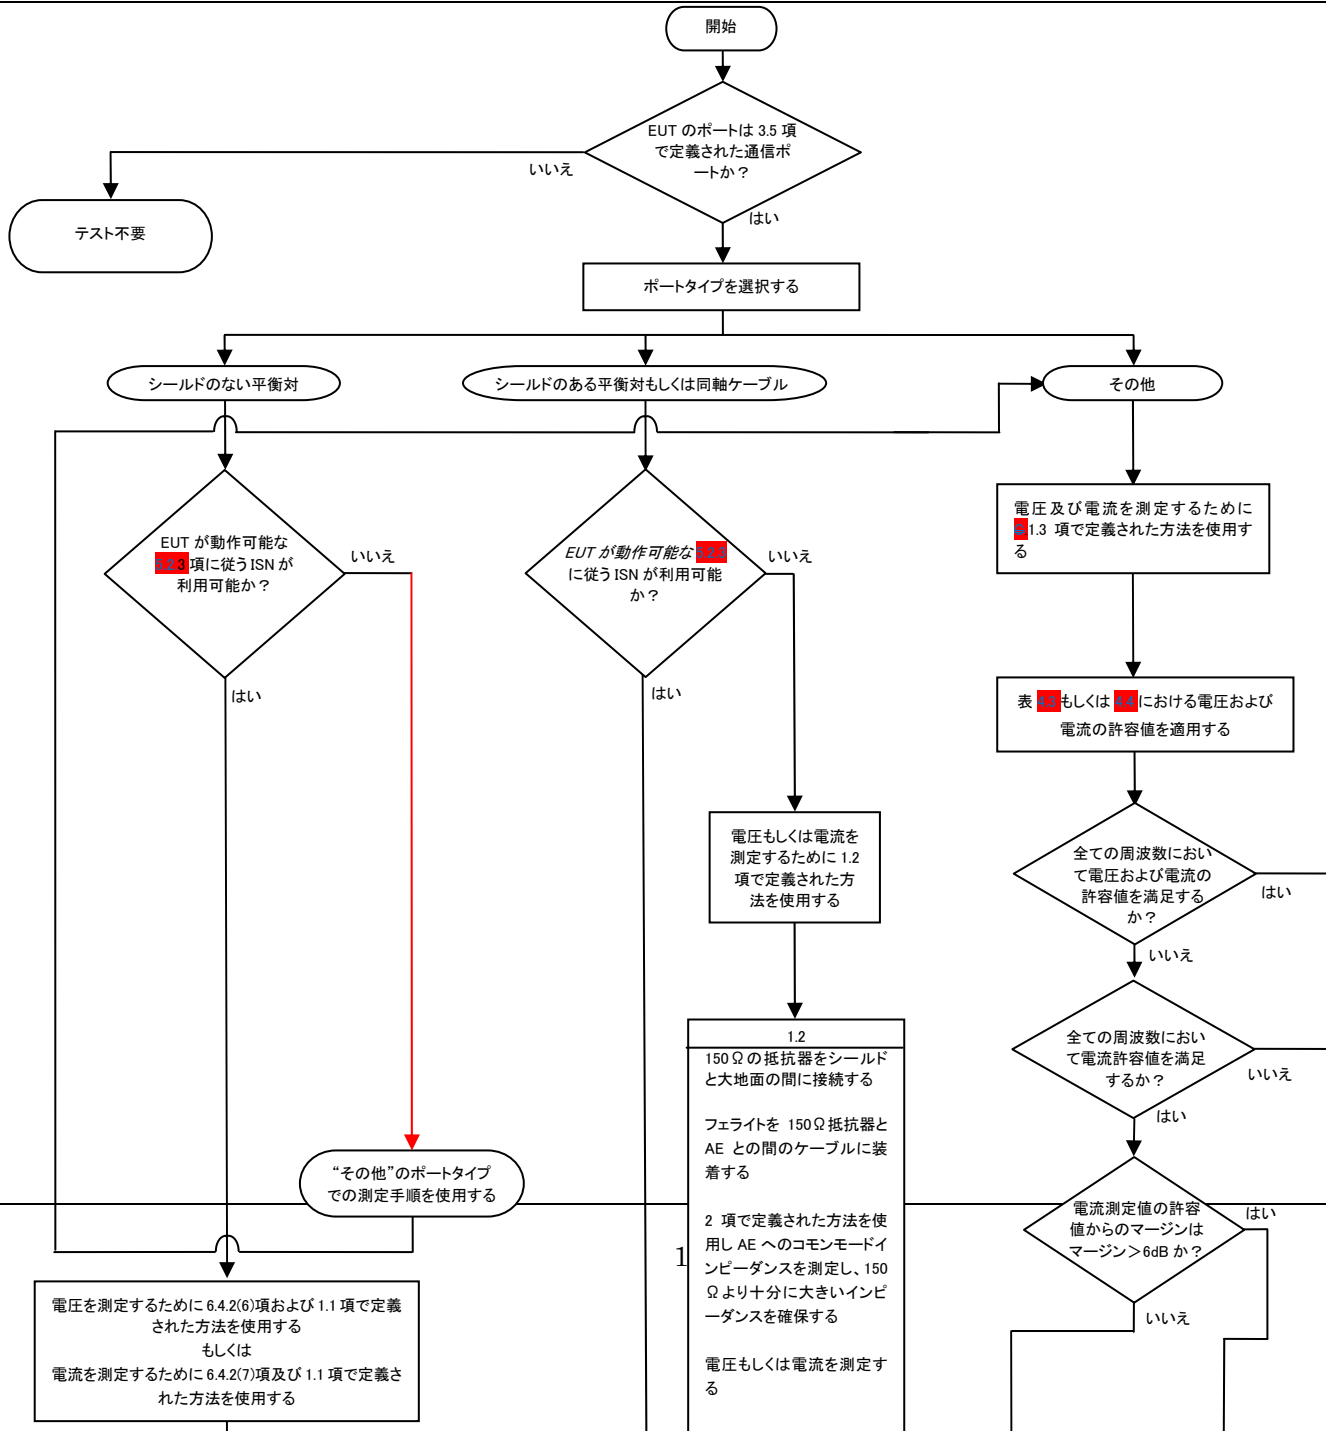 開始
EUT のポートは 3.5 項
で定義された通信ポ
ートか？
いいえ
はい
テスト不要
ポートタイプを選択する
シールドのない平衡対
シールドのある平衡対もしくは同軸ケーブル
その他
EUT が動作可能な
5.2.3 項に従う ISN が
利用可能か？
いいえ
はい
EUT が動作可能な 5.2.3
に従う ISN が利用可能
か？
いいえ
はい
電圧及び電流を測定するために
1.3 項で定義された方法を使用す
る
表 4.3 もしくは 4.4 における電圧および
電流の許容値を適用する
電圧もしくは電流を
測定するために 1.2
項で定義された方
法を使用する
全ての周波数におい
て電圧および電流の
許容値を満足する
か？
はい
いいえ
全ての周波数におい
て電流許容値を満足
するか？
いいえ
はい
1.2
150Ωの抵抗器をシールド
と大地面の間に接続する
フェライトを 150Ω抵抗器と
AE との間のケーブルに装
着する
2 項で定義された方法を使
用し AE へのコモンモードイ
ンピーダンスを測定し、150
Ωより十分に大きいインピ
ーダンスを確保する
電圧もしくは電流を測定す
る
“その他”のポートタイプ
での測定手順を使用する
電流測定値の許容
値からのマージンは
マージン＞6dB か？
はい
いいえ
1
電圧を測定するために 6.4.2(6)項および 1.1 項で定義
された方法を使用する
もしくは
電流を測定するために 6.4.2(7)項及び 1.1 項で定義さ
れた方法を使用する